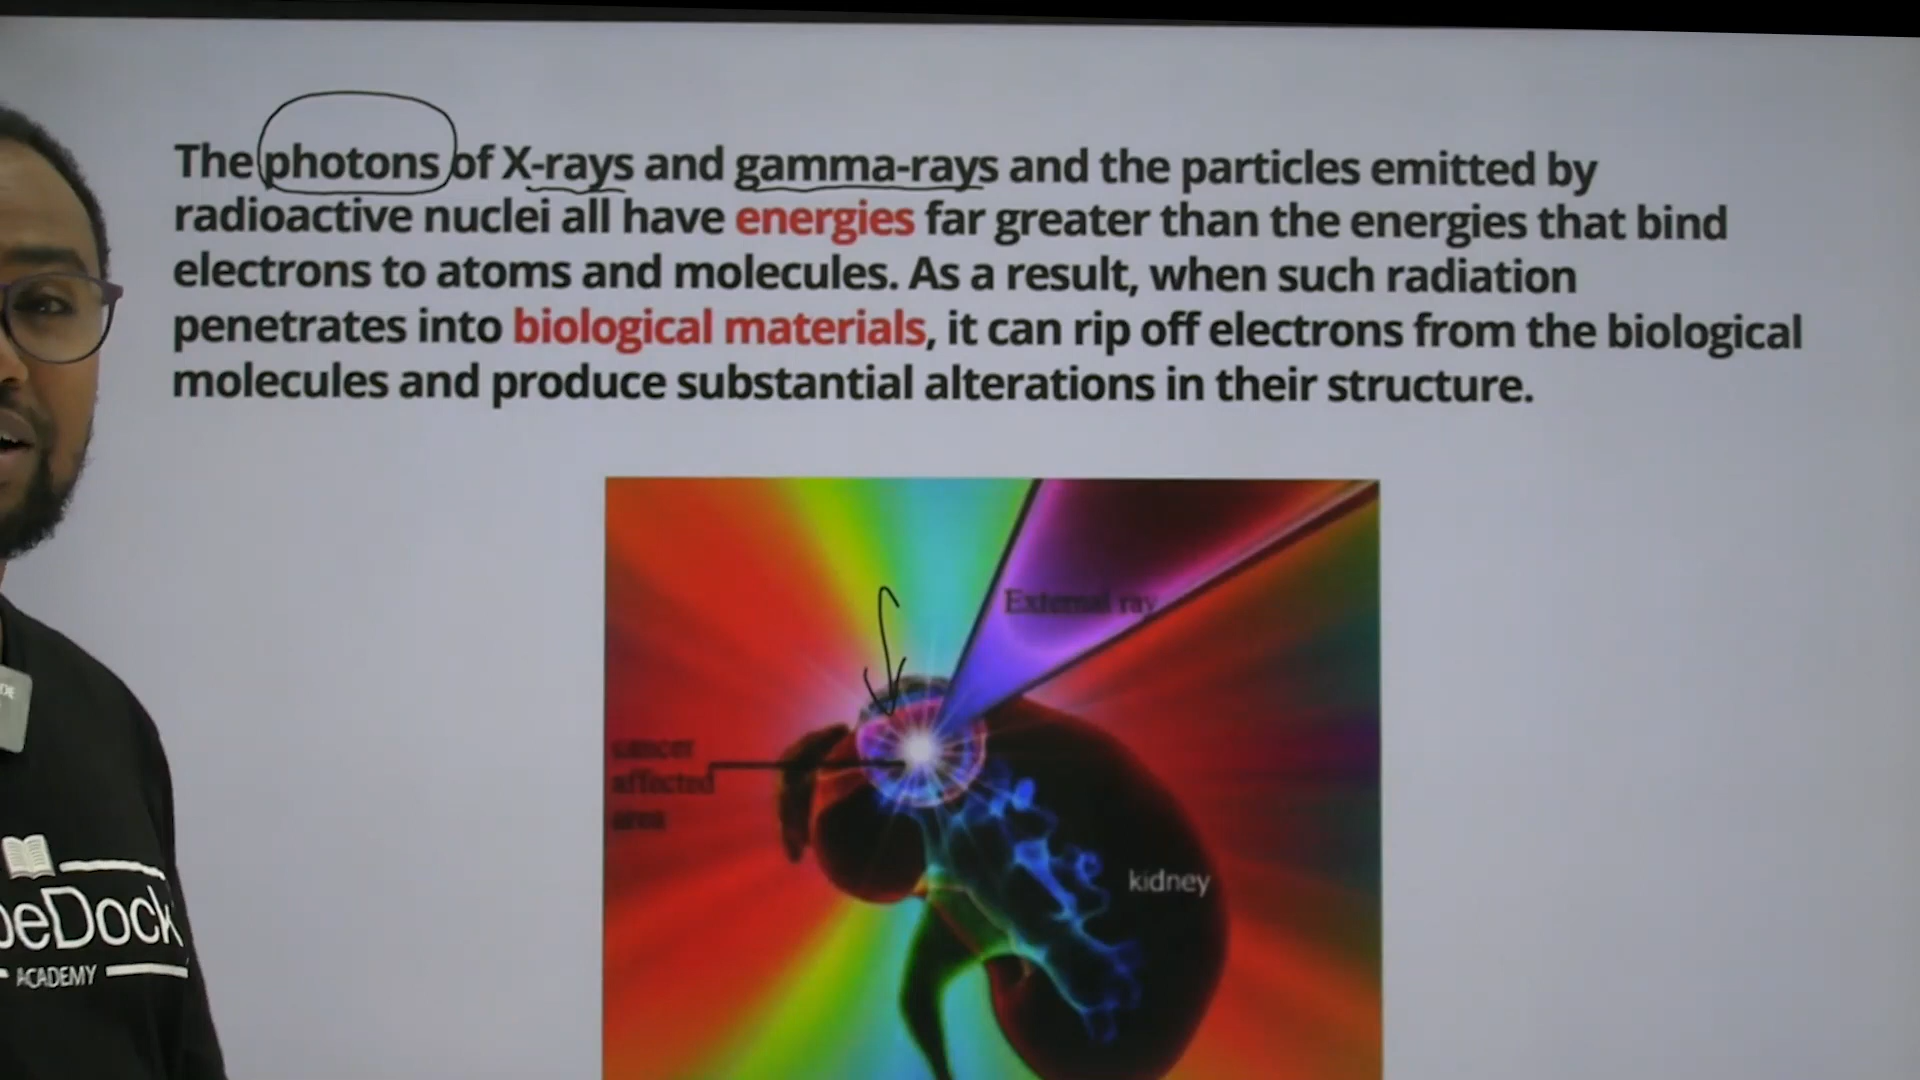 The photons of X-rays and gamma-rays and the particles emitted by
radioactive nuclei all have energies far greater than the energies that bind
electrons to atoms and molecules. As a result, when such radiation
penetrates into biological materials, it can rip off electrons from the biological
molecules and produce substantial alterations in their structure.
External ray
cancer
affected
area
kidney
DE
beDock
ACADEMY